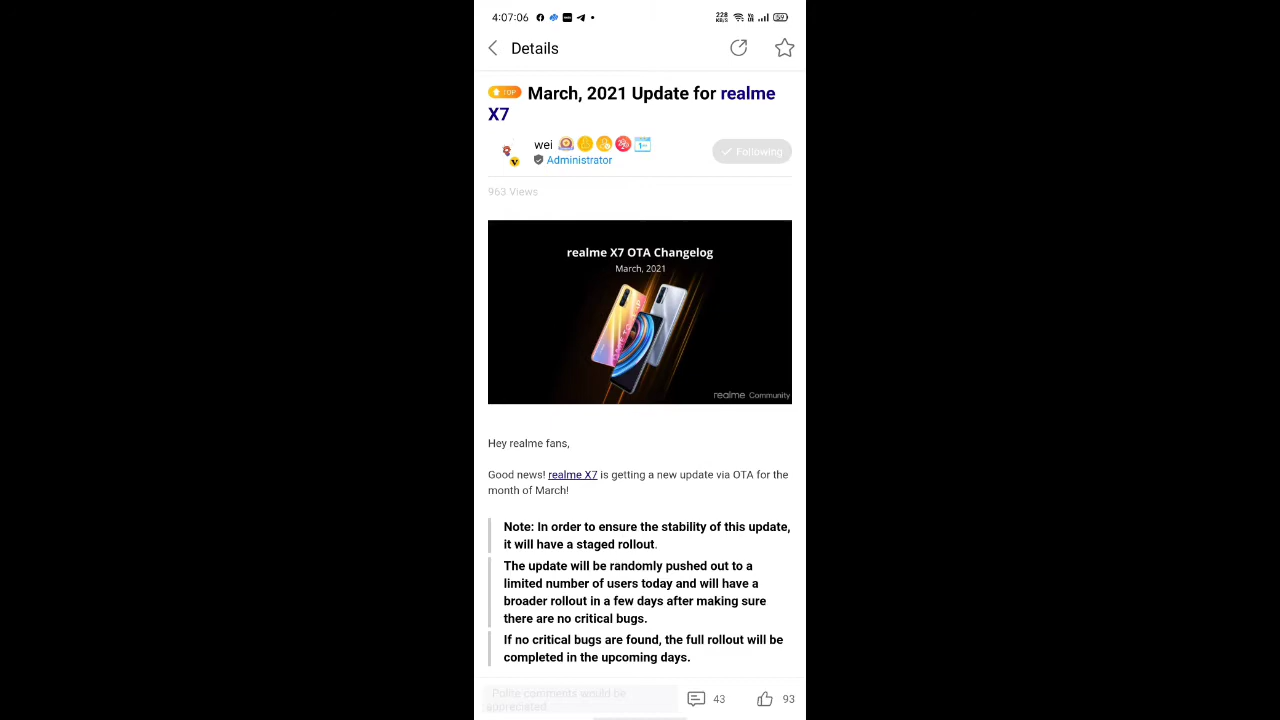 4:07:06
228
KB/S
59
Details
TOP March, 2021 Update for realme
X7
wei
Administrator
Following
963 Views
realme X7 OTA Changelog
March, 2021
realme Community
Hey realme fans,
Good news! realme X7 is getting a new update via OTA for the
month of March!
Note: In order to ensure the stability of this update,
it will have a staged rollout.
The update will be randomly pushed out to a
limited number of users today and will have a
broader rollout in a few days after making sure
there are no critical bugs.
If no critical bugs are found, the full rollout will be
completed in the upcoming days.
Polite comments would be
appreciated
43
93